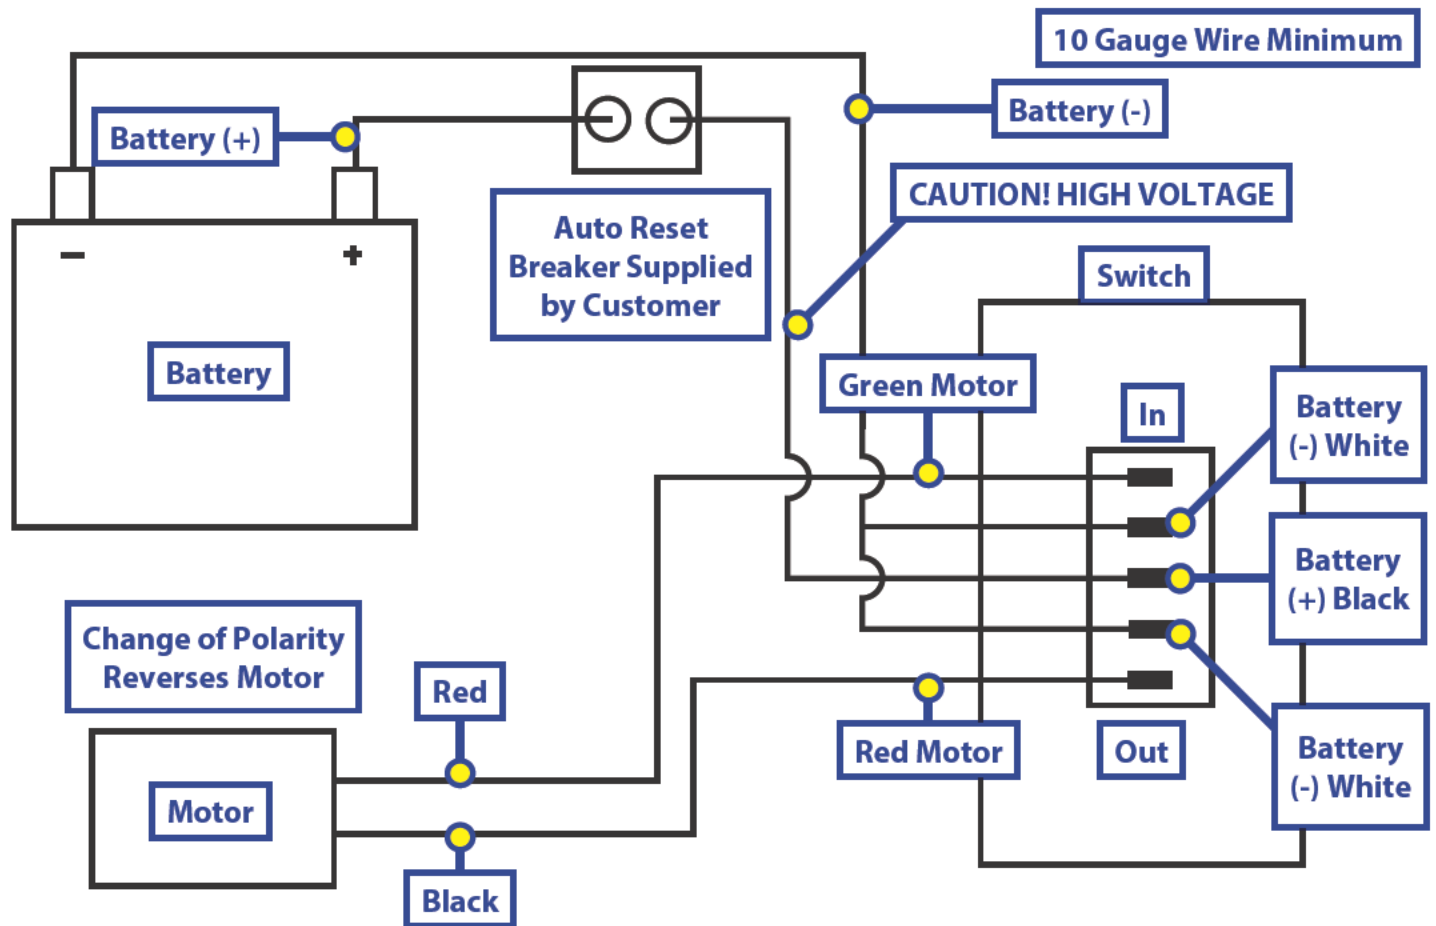 10 Gauge Wire Minimum
Battery (+)
Battery (-)
CAUTION! HIGH VOLTAGE
Auto Reset
Breaker Supplied
by Customer
Switch
−
+
Battery
Green Motor
In
Battery
(-) White
Battery
(+) Black
Change of Polarity
Reverses Motor
Red
Red Motor
Out
Battery
(-) White
Motor
Black